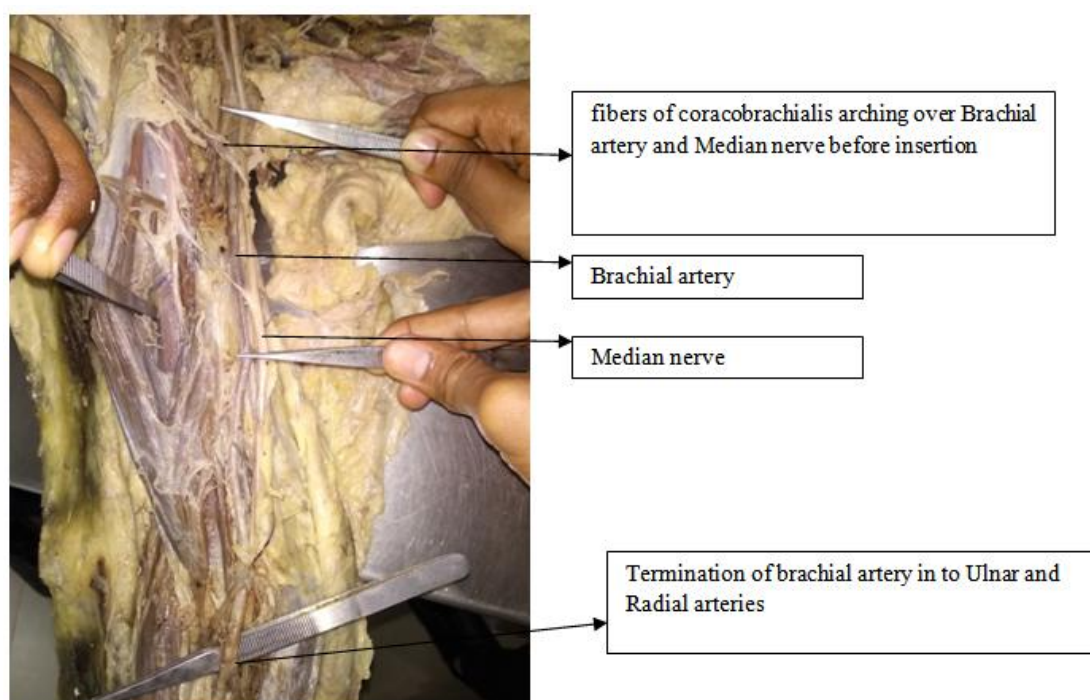 fibers of coracobrachialis arching over Brachial
artery and Median nerve before insertion
Brachial artery
Median nerve
Termination of brachial artery in to Ulnar and
Radial arteries